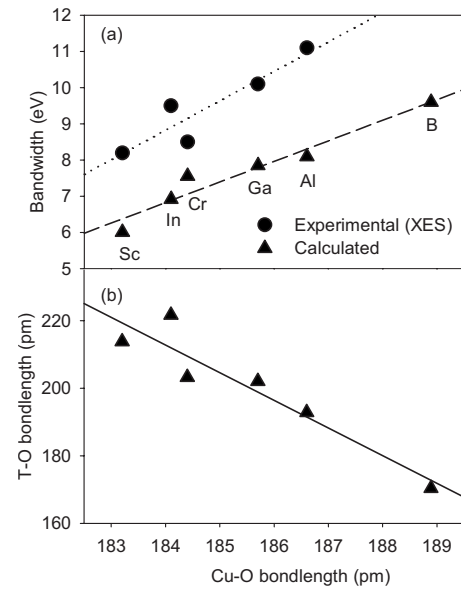 12
(a)
11
10
9
8
7
6
5
Bandwidth (eV)
B
Al
Ga
Cr
In
Sc
Experimental (XES)
Calculated
(b)
220
200
180
160
T-O bondlength (pm)
183 184 185 186 187 188 189
Cu-O bondlength (pm)